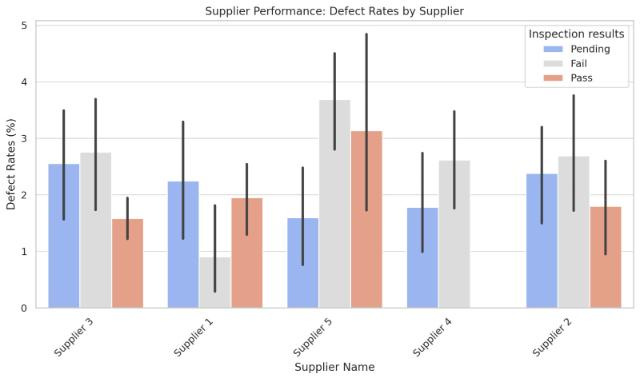 Supplier Performance: Defect Rates by Supplier
Inspection results
Pending
Fail
Pass
Defect Rates (%)
5
4
3
2
1
0
Supplier 3
Supplier 1
Supplier 5
Supplier 4
Supplier 2
Supplier Name